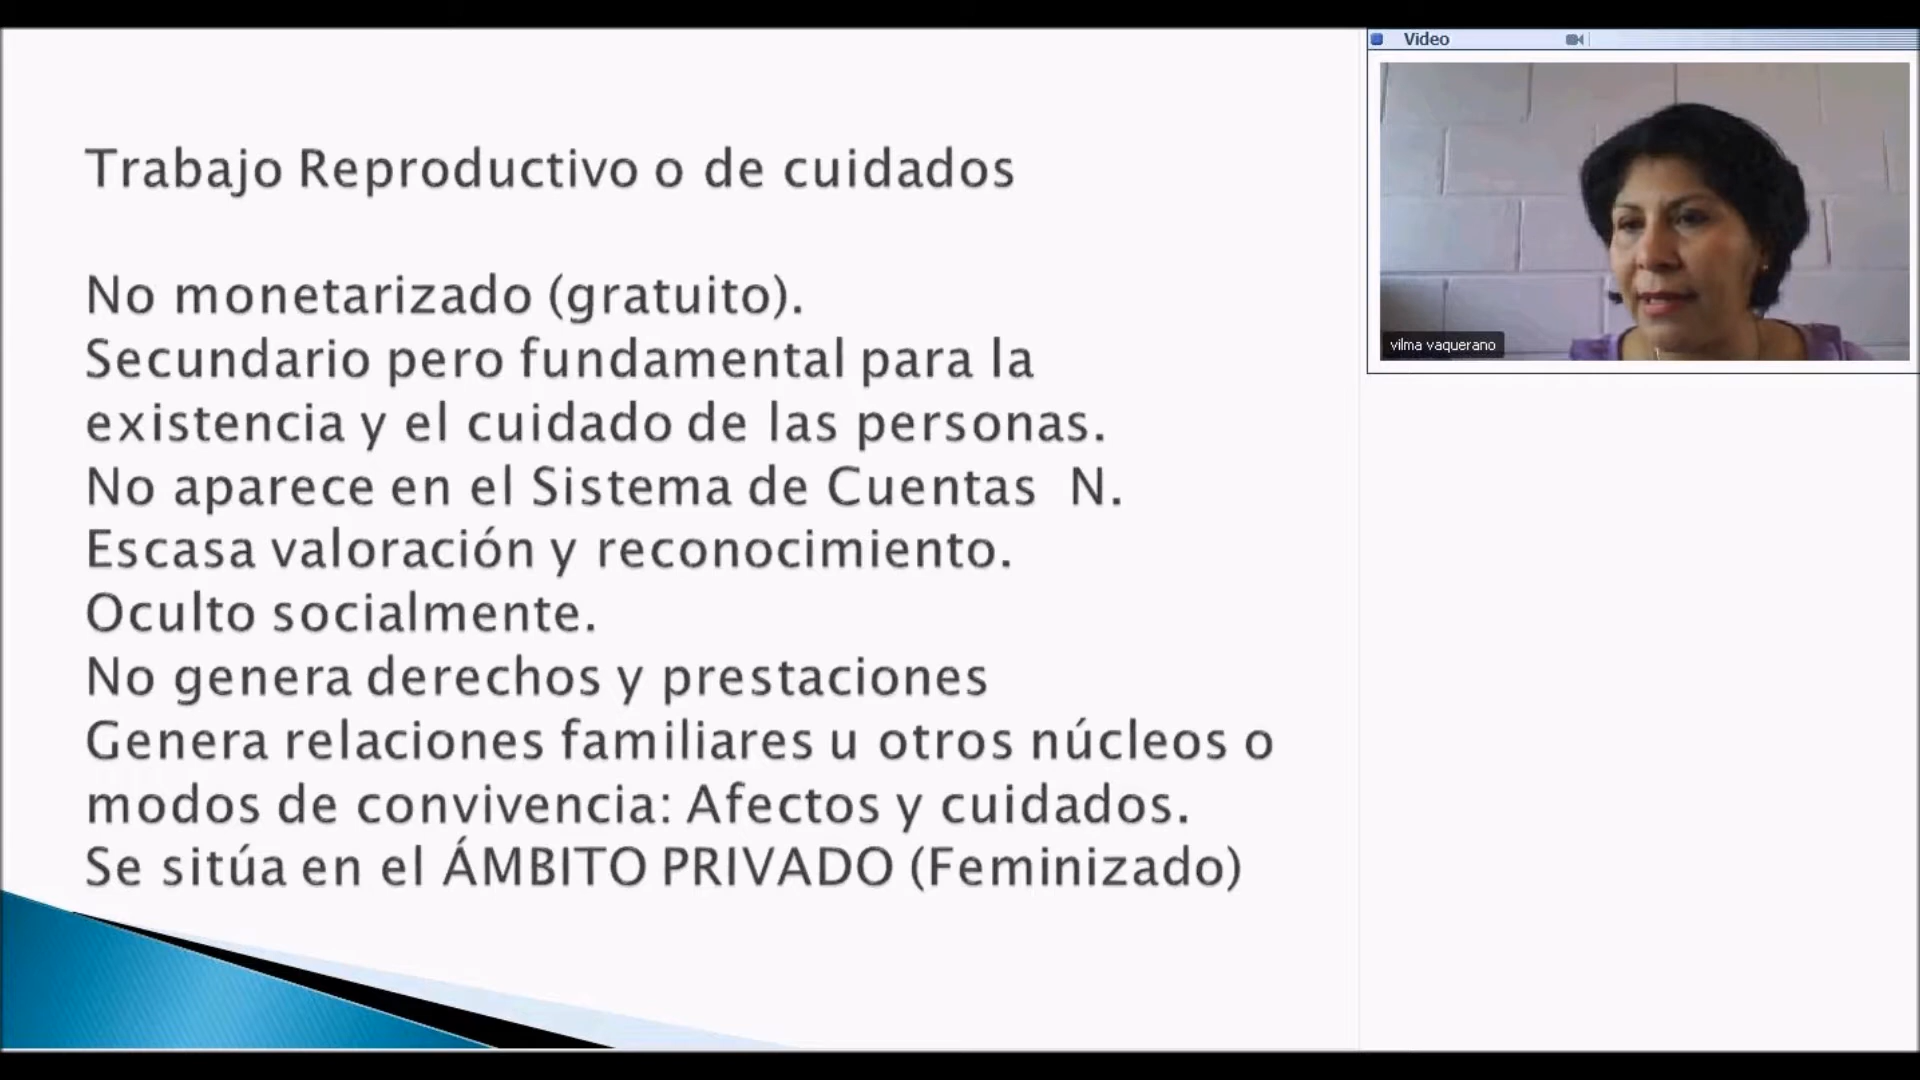 Trabajo Reproductivo o de cuidados
No monetarizado (gratuito).
Secundario pero fundamental para la
existencia y el cuidado de las personas.
No aparece en el Sistema de Cuentas N.
Escasa valoración y reconocimiento.
Oculto socialmente.
No genera derechos y prestaciones
Genera relaciones familiares u otros núcleos o
modos de convivencia: Afectos y cuidados.
Se sitúa en el ÁMBITO PRIVADO (Feminizado)
Video
vilma vaquerano